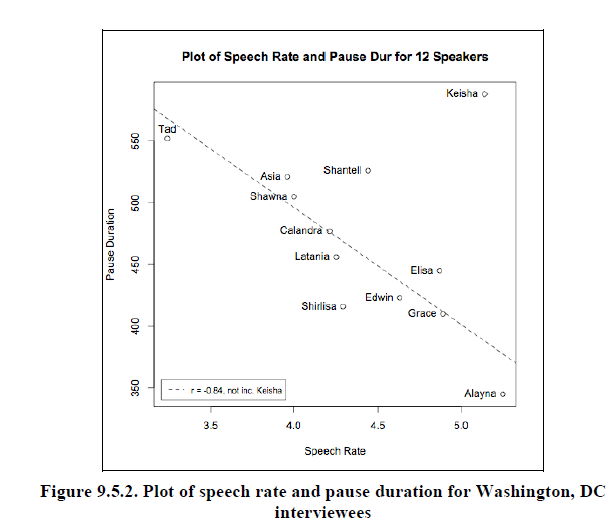 Plot of Speech Rate and Pause Dur for 12 Speakers
Keisha
Tad
Asia
Shantell
Shawna
Calandra
Latania
Elisa
Edwin
Shirlisa
Grace
Alayna
Pause Duration
550
500
450
400
350
r = -0.84, not inc. Keisha
3.5 4.0 4.5 5.0
Speech Rate
Figure 9.5.2. Plot of speech rate and pause duration for Washington, DC
interviewees